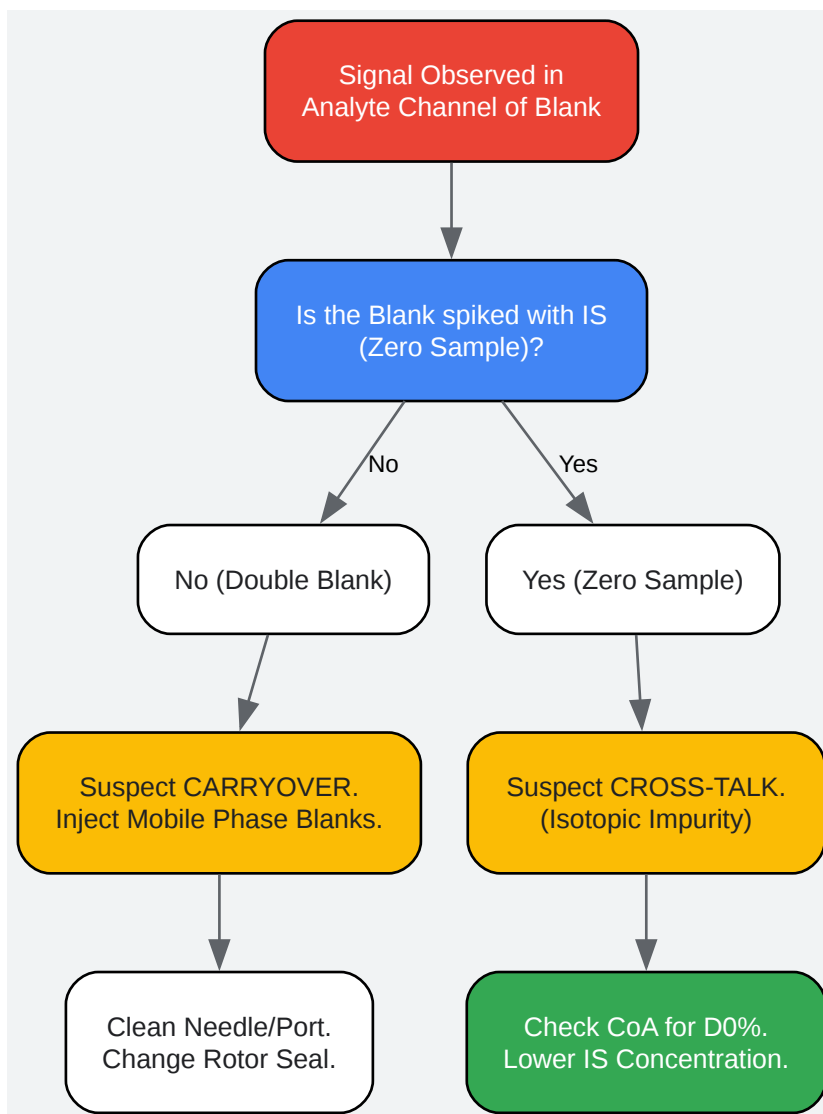 Signal Observed in
Analyte Channel of Blank
Is the Blank spiked with IS
(Zero Sample)?
No
Yes
No (Double Blank)
Yes (Zero Sample)
Suspect CARRYOVER.
Inject Mobile Phase Blanks.
Suspect CROSS-TALK.
(Isotopic Impurity)
Clean Needle/Port.
Change Rotor Seal.
Check CoA for D0%.
Lower IS Concentration.